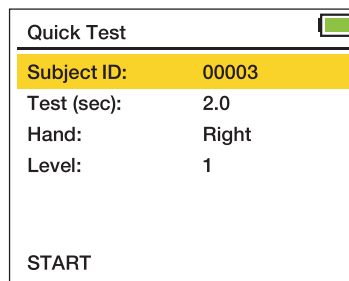 Quick Test
Subject ID: 00003
Test (sec): 2.0
Hand: Right
Level: 1
START